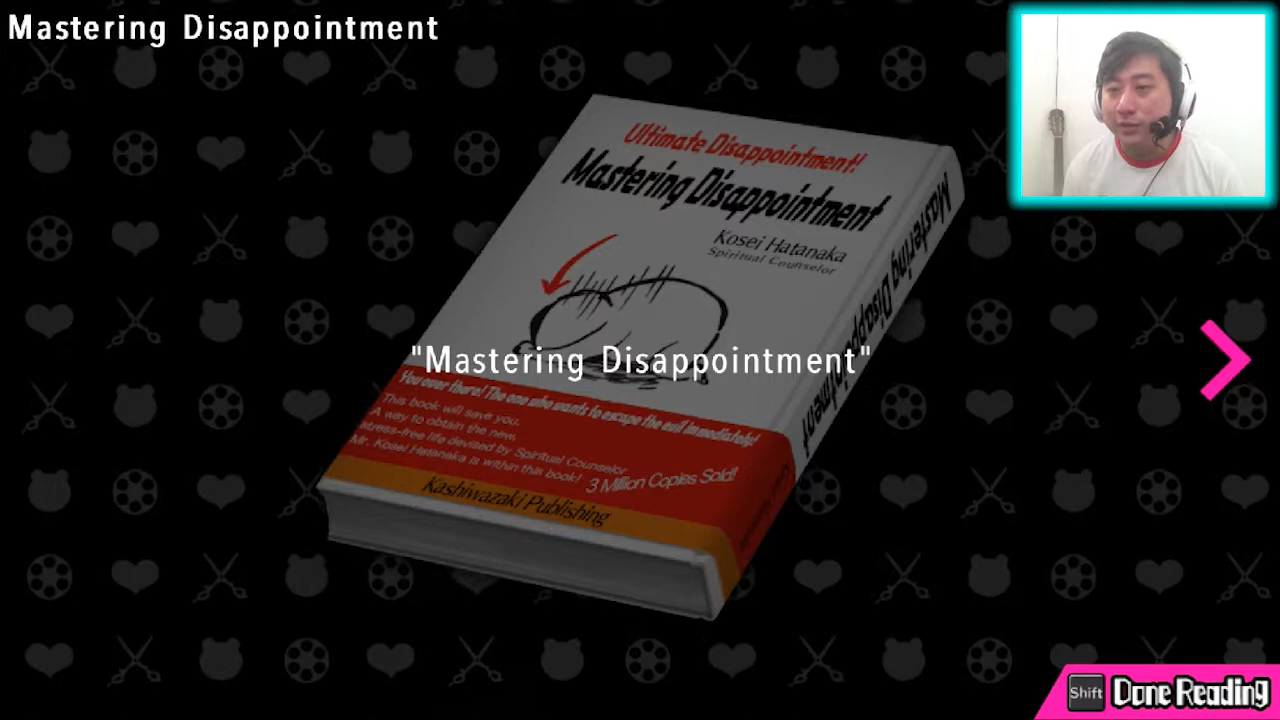 Mastering Disappointment
Ultimate Disappointment!
Mastering Disappointment
Kosei Hatanaka
Spiritual Counselor
Mastering Disappointment
"Mastering Disappointment"
You over there! The one who wants to escape the evil immediately!
This book will save you.
A way to obtain the new,
stress-free life devised by Spiritual Counselor
Mr. Kosei Hatanaka is within this book!
3 Million Copies Sold!
Kashiwazaki Publishing
Shift Done Reading